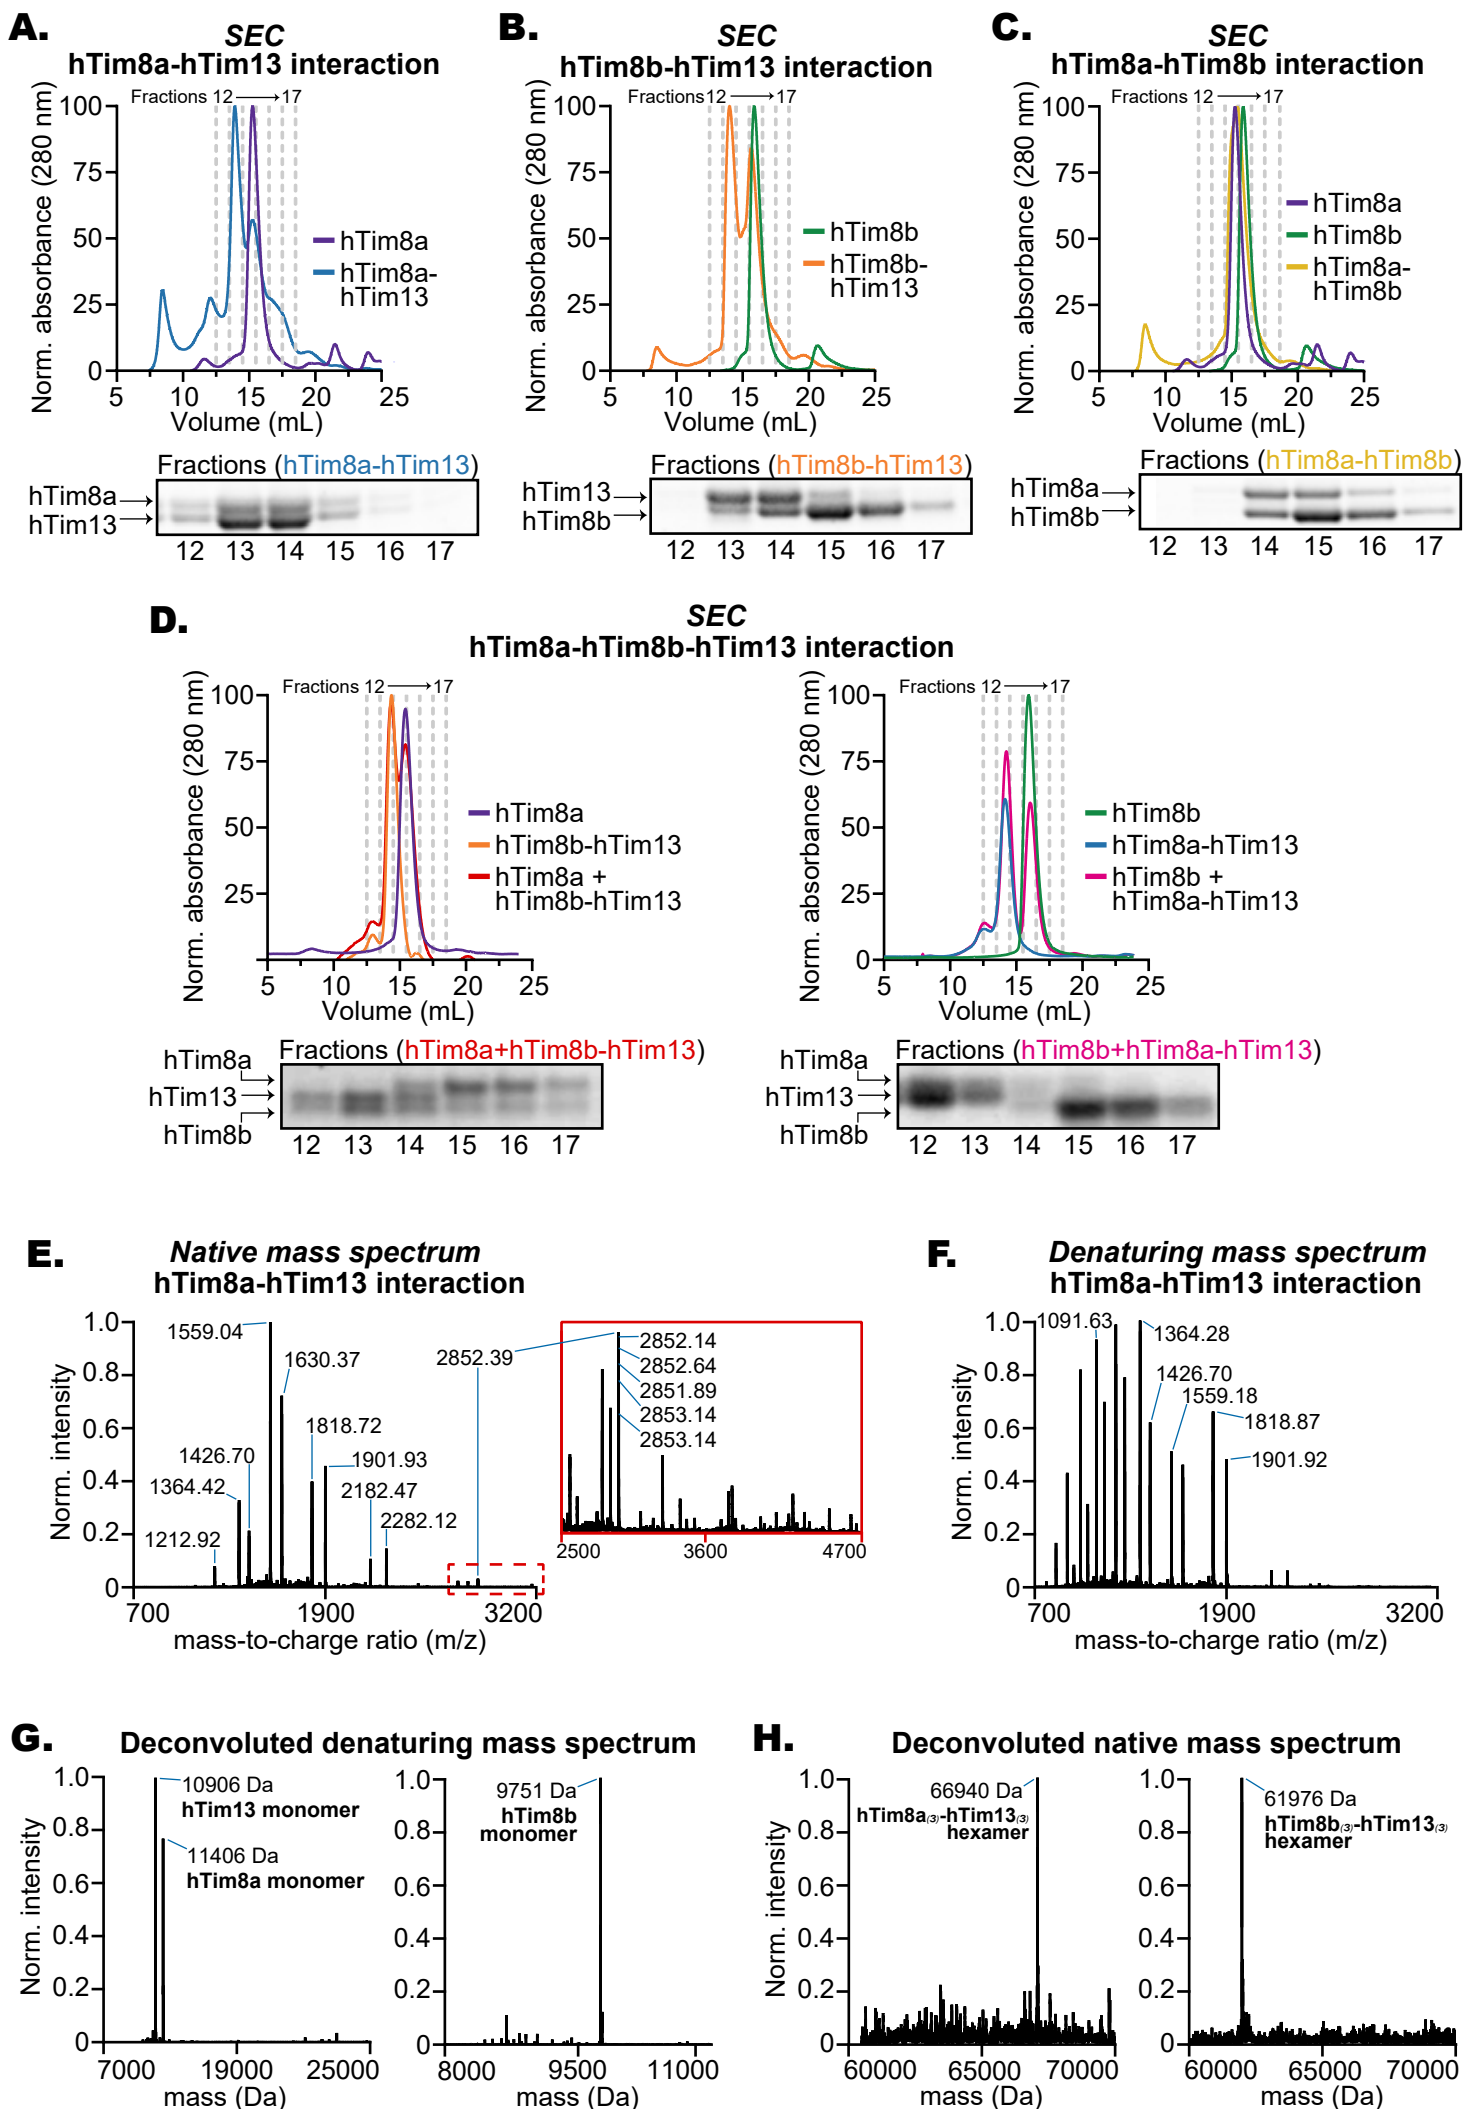 A.
SEC
hTim8a-hTim13 interaction
Fractions 12 17
Norm. absorbance (280 nm)
100
75
50
25
0
5 10 15 20 25
Volume (mL)
hTim8a
hTim8a-
hTim13
Fractions (hTim8a-hTim13)
hTim8a
hTim13
12 13 14 15 16 17
B.
SEC
hTim8b-hTim13 interaction
Fractions 12 17
Norm. absorbance (280 nm)
100
75
50
25
0
5 10 15 20 25
Volume (mL)
hTim8b
hTim8b-
hTim13
Fractions (hTim8b-hTim13)
hTim13
hTim8b
12 13 14 15 16 17
C.
SEC
hTim8a-hTim8b interaction
Fractions 12 17
Norm. absorbance (280 nm)
100
75
50
25
0
5 10 15 20 25
Volume (mL)
hTim8a
hTim8b
hTim8a-
hTim8b
Fractions (hTim8a-hTim8b)
hTim8a
hTim8b
12 13 14 15 16 17
D.
SEC
hTim8a-hTim8b-hTim13 interaction
Fractions 12 17
Norm. absorbance (280 nm)
100
75
50
25
5 10 15 20 25
Volume (mL)
hTim8a
hTim8b-hTim13
hTim8a +
hTim8b-hTim13
Fractions (hTim8a+hTim8b-hTim13)
hTim8a
hTim13
hTim8b
12 13 14 15 16 17
Fractions 12 17
Norm. absorbance (280 nm)
100
75
50
25
0
5 10 15 20 25
Volume (mL)
hTim8b
hTim8a-hTim13
hTim8b +
hTim8a-hTim13
Fractions (hTim8b+hTim8a-hTim13)
hTim8a
hTim13
hTim8b
12 13 14 15 16 17
E.
Native mass spectrum
hTim8a-hTim13 interaction
Norm. intensity
1.0
0.8
0.6
0.4
0.2
0
700 1900 3200
mass-to-charge ratio (m/z)
1559.04
1630.37
1818.72
1426.70
1901.93
1364.42
2182.47
2282.12
1212.92
2852.39
2852.14
2852.64
2851.89
2853.14
2853.14
2500 3600 4700
F.
Denaturing mass spectrum
hTim8a-hTim13 interaction
Norm. intensity
1.0
0.8
0.6
0.4
0.2
0
700 1900 3200
mass-to-charge ratio (m/z)
1091.63
1364.28
1426.70
1559.18
1818.87
1901.92
G.
Deconvoluted denaturing mass spectrum
Norm. intensity
1.0
0.8
0.6
0.4
0.2
0
7000 19000 25000
mass (Da)
10906 Da
hTim13 monomer
11406 Da
hTim8a monomer
1.0
0.8
0.6
0.4
0.2
0
8000 9500 11000
mass (Da)
9751 Da
hTim8b
monomer
H.
Deconvoluted native mass spectrum
Norm. intensity
1.0
0.8
0.6
0.4
0.2
0
60000 65000 70000
mass (Da)
66940 Da
hTim8a(3)-hTim13(3)
hexamer
1.0
0.8
0.6
0.4
0.2
0
60000 65000 70000
mass (Da)
61976 Da
hTim8b(3)-hTim13(3)
hexamer